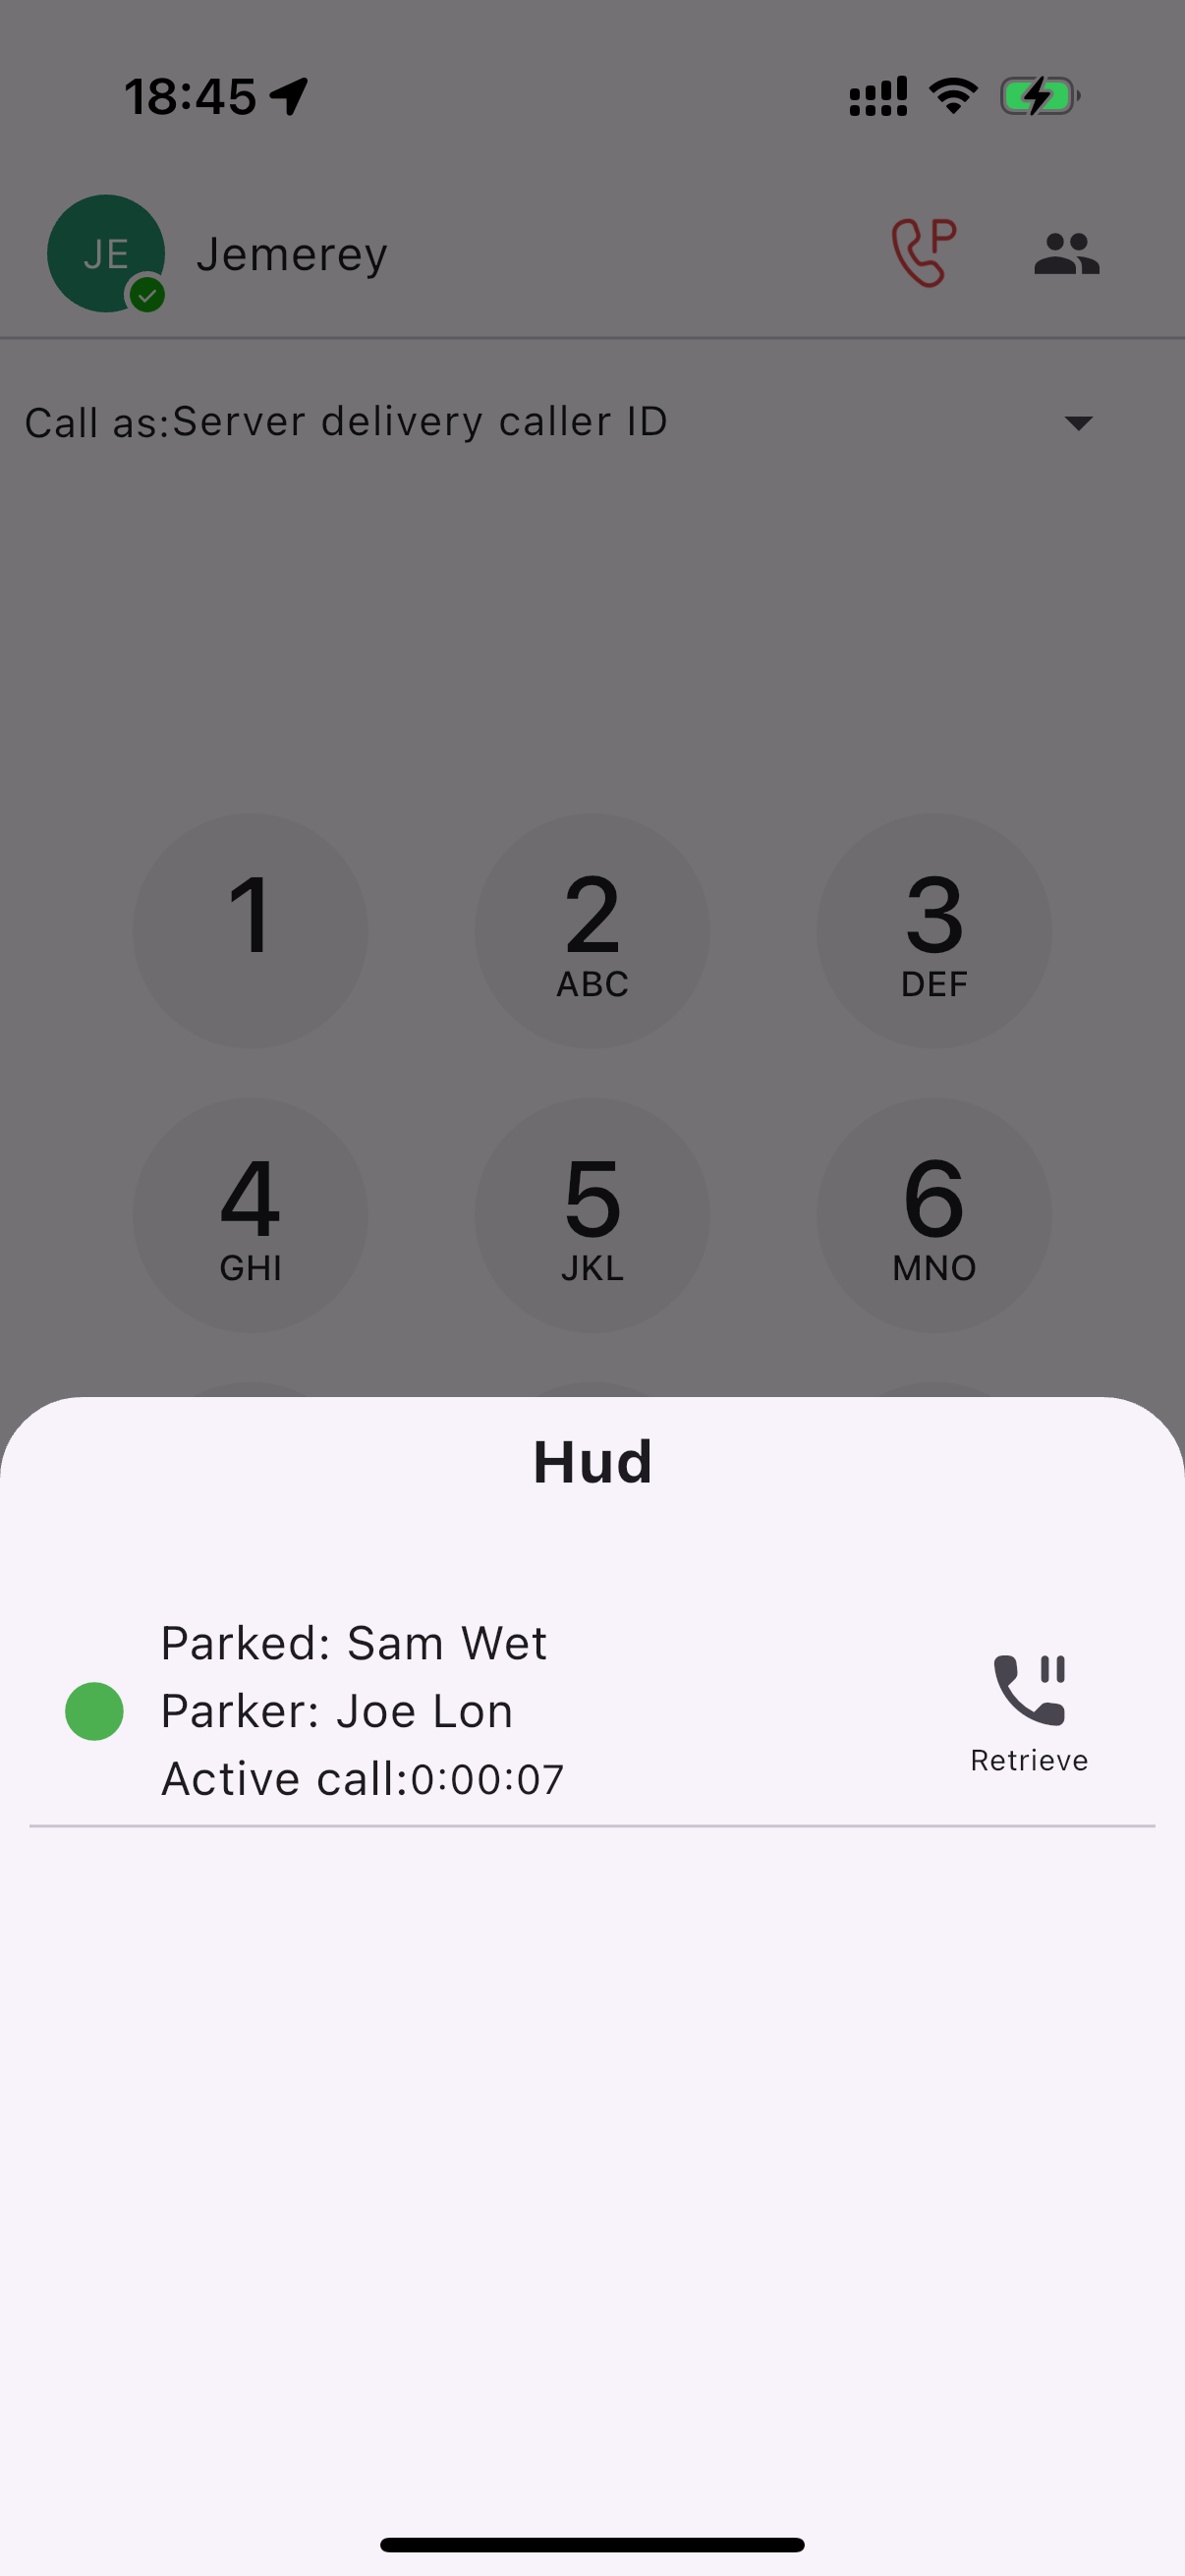 18:45
JE
Jemerey
P
Call as:Server delivery caller ID
1
2
ABC
3
DEF
4
GHI
5
JKL
6
MNO
Hud
Parked: Sam Wet
Parker: Joe Lon
Active call:0:00:07
Retrieve